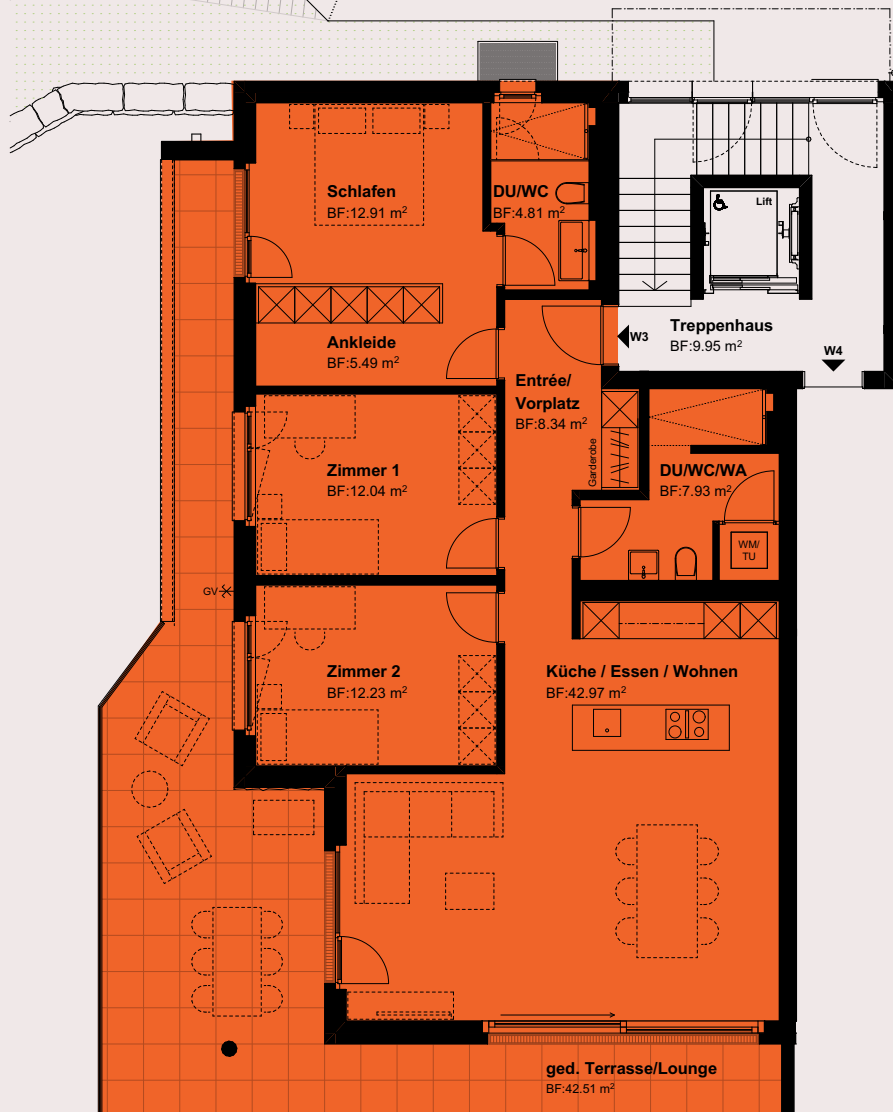 Schlafen
BF:12.91 m²
DU/WC
BF:4.81 m²
Lift
Ankleide
BF:5.49 m²
Treppenhaus
BF:9.95 m²
W3
W4
Entrée/
Vorplatz
BF:8.34 m²
Garderobe
Zimmer 1
BF:12.04 m²
DU/WC/WA
BF:7.93 m²
WM/
TU
GV
Zimmer 2
BF:12.23 m²
Küche / Essen / Wohnen
BF:42.97 m²
ged. Terrasse/Lounge
BF:42.51 m²